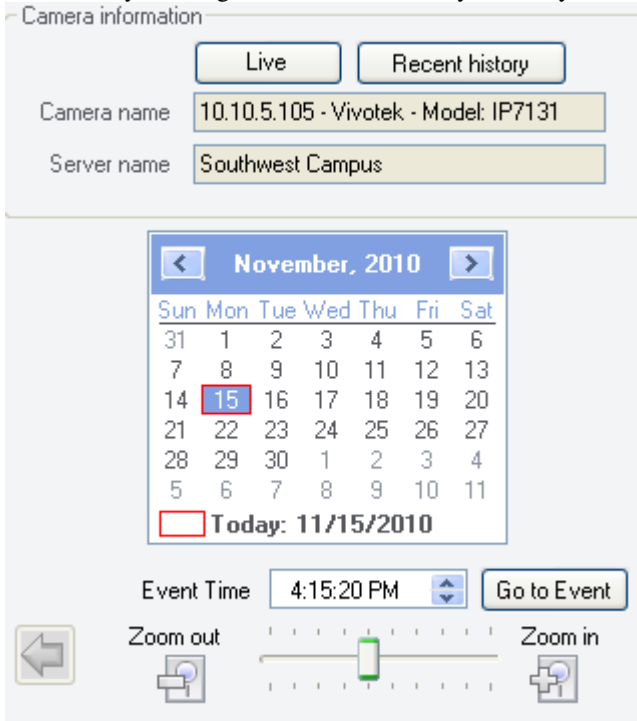 Camera information
Live Recent history
Camera name 10.10.5.105 - Vivotek - Model: IP7131
Server name Southwest Campus
November, 2010
Sun Mon Tue Wed Thu Fri Sat
31 1 2 3 4 5 6
7 8 9 10 11 12 13
14 15 16 17 18 19 20
21 22 23 24 25 26 27
28 29 30 1 2 3 4
5 6 7 8 9 10 11
Today: 11/15/2010
Event Time 4:15:20 PM Go to Event
Zoom out Zoom in